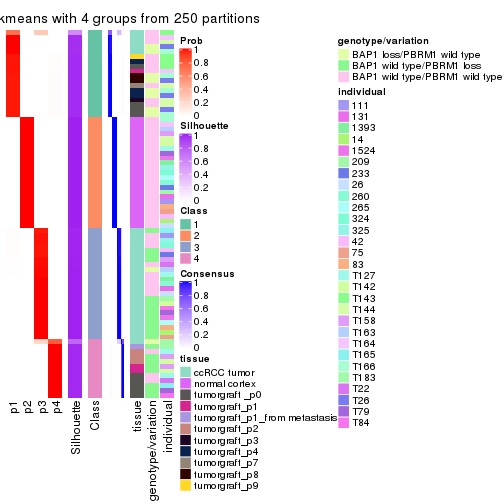 kmeans with 4 groups from 250 partitions
Prob
1
0.8
0.6
0.4
0.2
0
Silhouette
1
0.8
0.6
0.4
0.2
0
Class
1
2
3
4
Consensus
1
0.8
0.6
0.4
0.2
0
tissue
ccRCC tumor
normal cortex
tumorgraft_p0
tumorgraft_p1
tumorgraft_p1_from metastasis
tumorgraft_p2
tumorgraft_p3
tumorgraft_p4
tumorgraft_p7
tumorgraft_p8
tumorgraft_p9
genotype/variation
BAP1 loss/PBRM1 wild type
BAP1 wild type/PBRM1 loss
BAP1 wild type/PBRM1 wild type
individual
111
131
1393
14
1524
209
233
26
260
265
324
325
42
75
83
T127
T142
T143
T144
T158
T163
T164
T165
T166
T183
T22
T26
T79
T84
p1
p2
p3
p4
Silhouette
Class
tissue
genotype/variation
individual